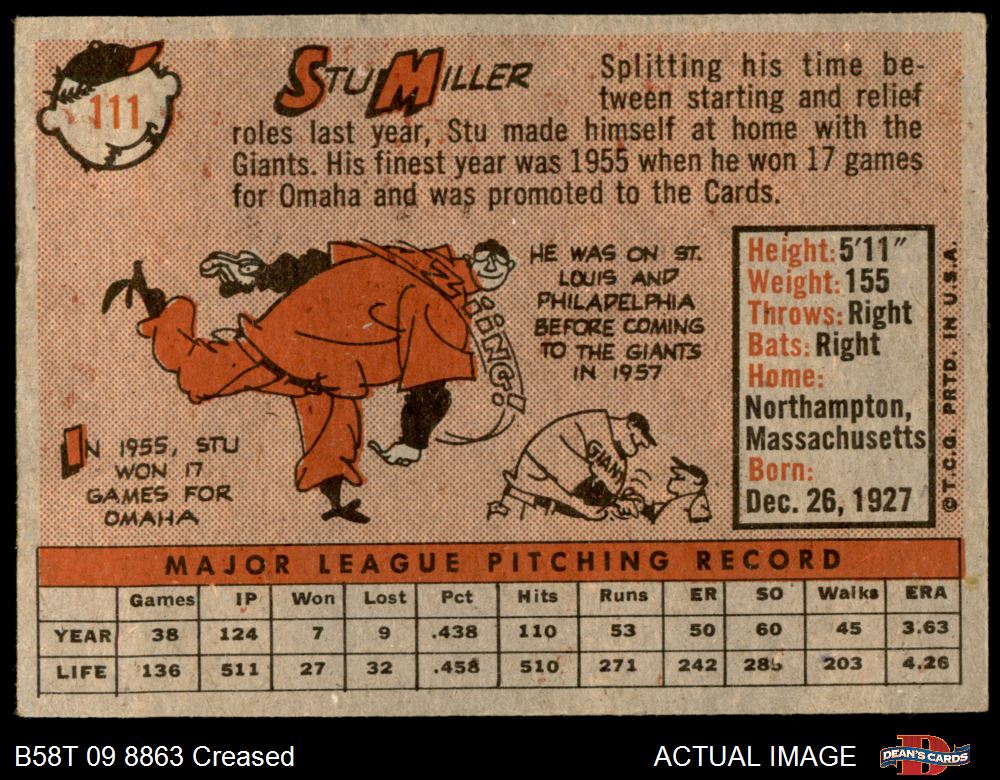 111
STU MILLER
Splitting his time be-
tween starting and relief
roles last year, Stu made himself at home with the
Giants. His finest year was 1955 when he won 17 games
for Omaha and was promoted to the Cards.
HE WAS ON ST.
LOUIS AND
PHILADELPHIA
BEFORE COMING
TO THE GIANTS
IN 1957
ZING!
IN 1955, STU
WON 17
GAMES FOR
OMAHA
GIANTS
Height: 5'11"
Weight: 155
Throws: Right
Bats: Right
Home:
Northampton,
Massachusetts
Born:
Dec. 26, 1927
© T.C.G. PRTD. IN U.S.A.
MAJOR LEAGUE PITCHING RECORD
Games IP Won Lost Pct Hits Runs ER SO Walks ERA
YEAR 38 124 7 9 .438 110 53 50 60 45 3.63
LIFE 136 511 27 32 .458 510 271 242 285 203 4.26
B58T 09 8863 Creased
ACTUAL IMAGE
DEAN'S CARDS